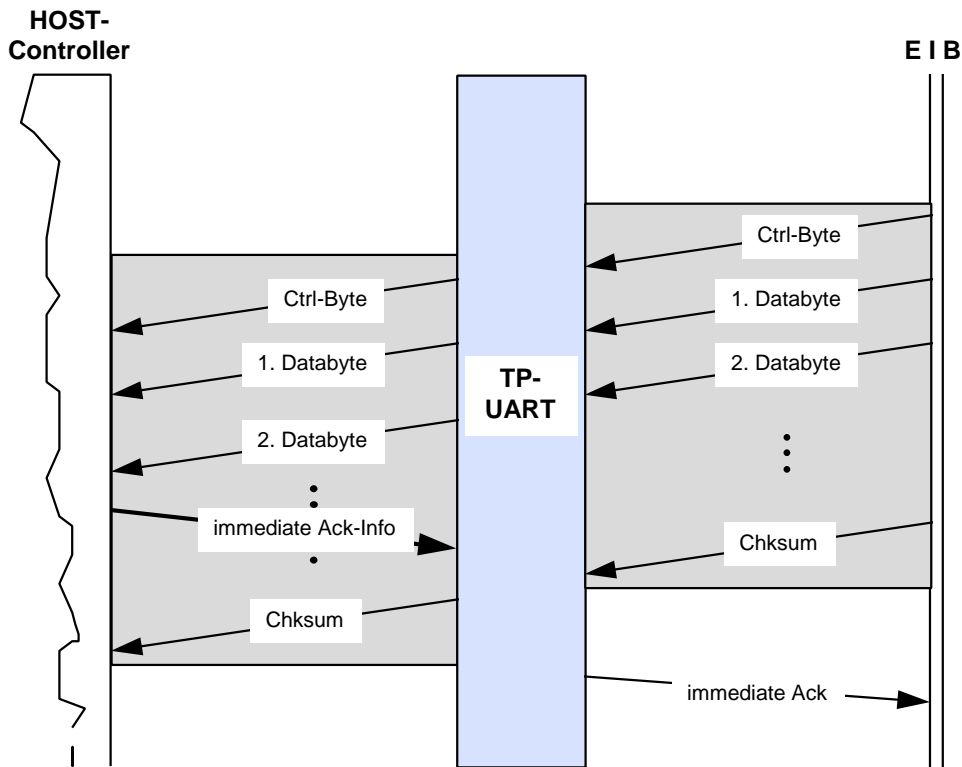 HOST-
Controller
E I B
Ctrl-Byte
Ctrl-Byte
1. Databyte
1. Databyte
2. Databyte
TP-
UART
2. Databyte
immediate Ack-Info
Chksum
Chksum
immediate Ack